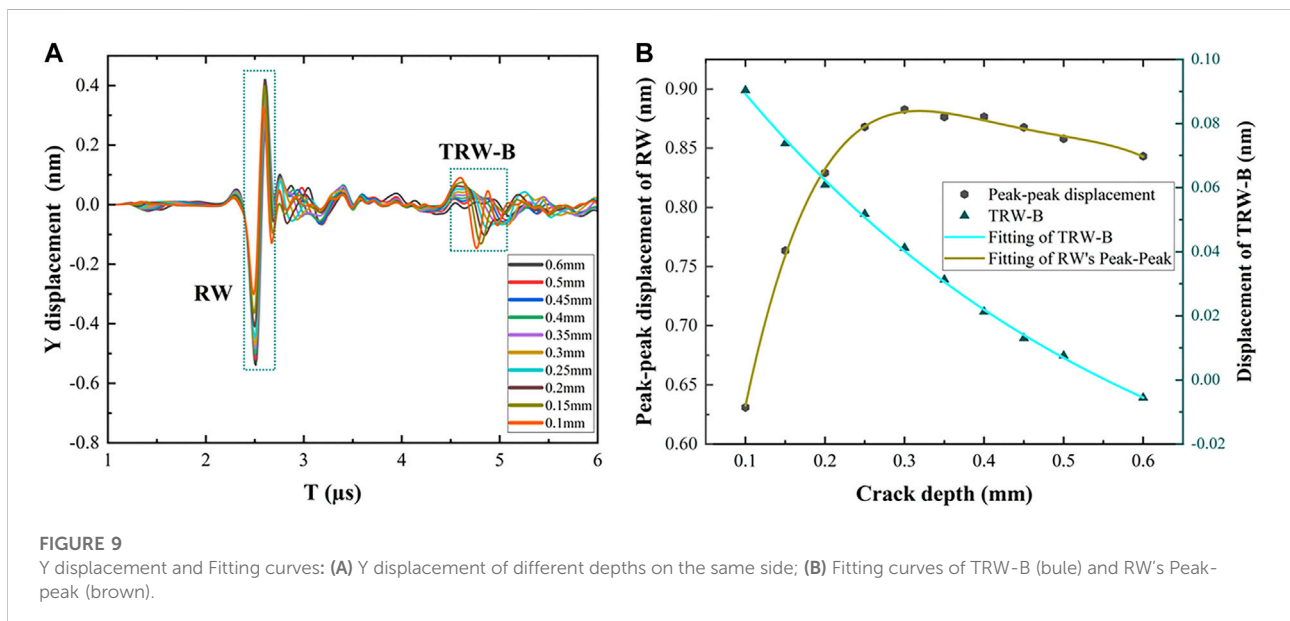 A
Y displacement (nm)
0.4
0.2
0.0
-0.2
-0.4
-0.6
-0.8
RW
TRW-B
0.6mm
0.5mm
0.45mm
0.4mm
0.35mm
0.3mm
0.25mm
0.2mm
0.15mm
0.1mm
1 2 3 4 5 6
T (µs)
B
Peak-peak displacement of RW (nm)
0.90
0.85
0.80
0.75
0.70
0.65
0.60
Peak-peak displacement
TRW-B
Fitting of TRW-B
Fitting of RW's Peak-Peak
0.10
0.08
0.06
0.04
0.02
0.00
-0.02
Displacement of TRW-B (nm)
0.1 0.2 0.3 0.4 0.5 0.6
Crack depth (mm)
FIGURE 9
Y displacement and Fitting curves: (A) Y displacement of different depths on the same side; (B) Fitting curves of TRW-B (bule) and RW's Peak-
peak (brown).